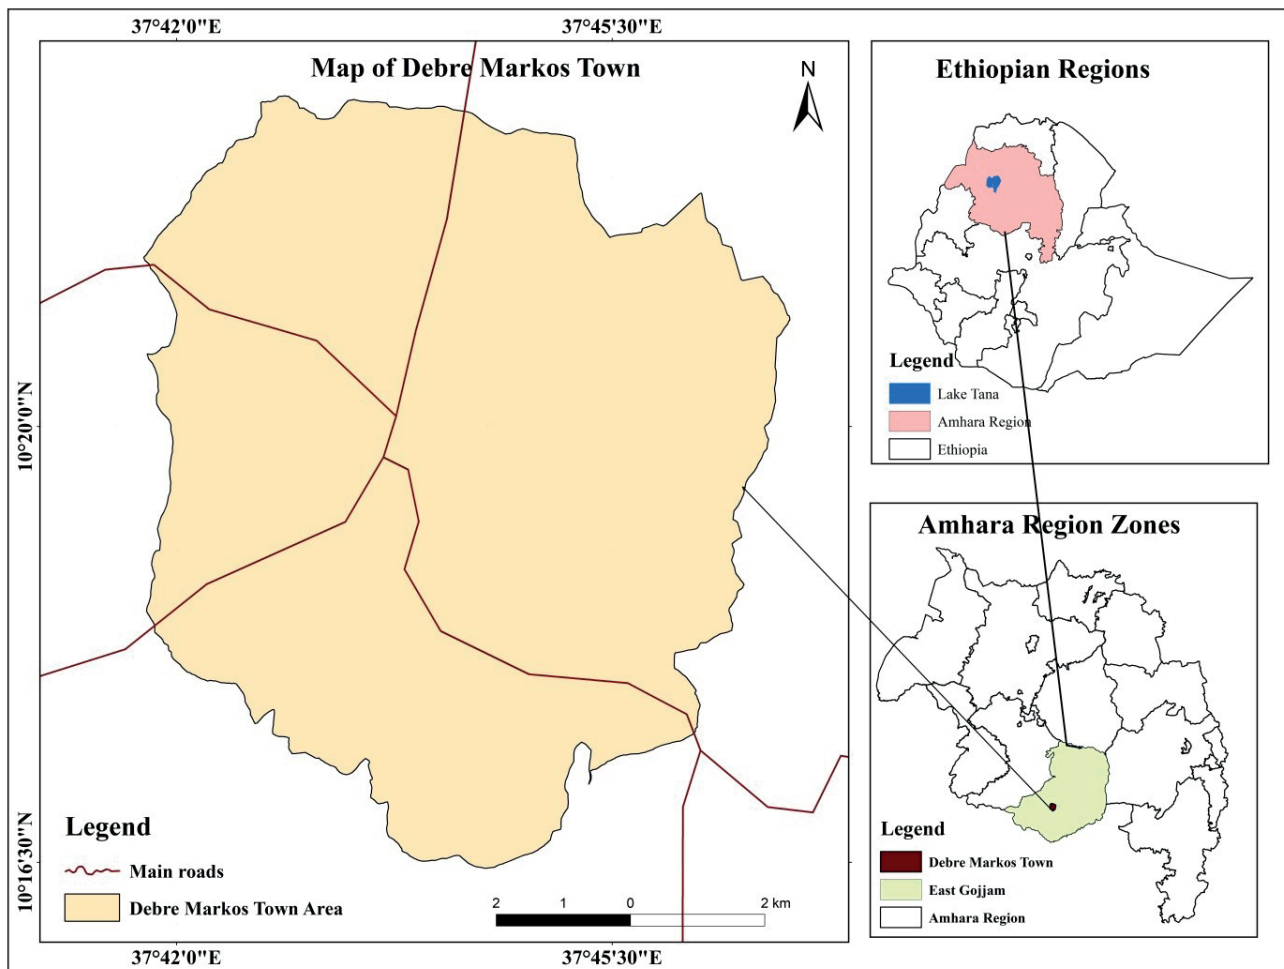 37°42'0"E
37°45'30"E
Map of Debre Markos Town
N
10°20'0"N
10°16'30"N
Legend
Main roads
Debre Markos Town Area
2 1 0 2 km
37°42'0"E
37°45'30"E
Ethiopian Regions
Legend
Lake Tana
Amhara Region
Ethiopia
Amhara Region Zones
Legend
Debre Markos Town
East Gojjam
Amhara Region